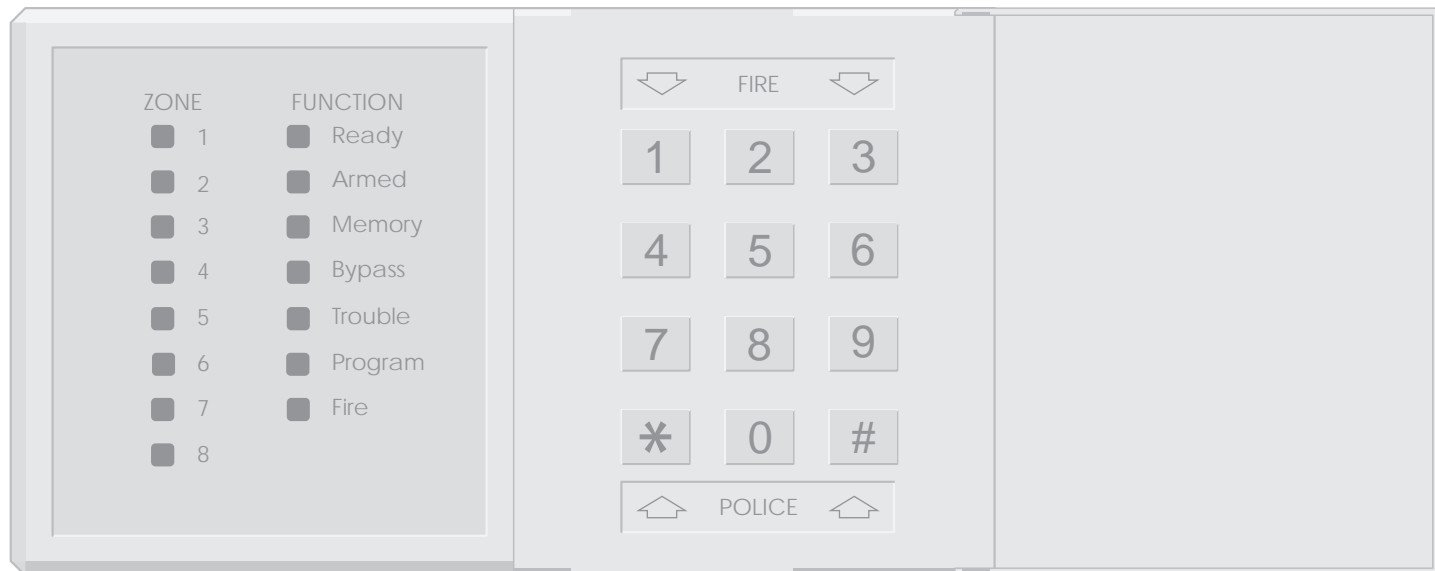 ZONE FUNCTION
1 Ready
2 Armed
3 Memory
4 Bypass
5 Trouble
6 Program
7 Fire
8
FIRE
1 2 3
4 5 6
7 8 9
* 0 #
POLICE